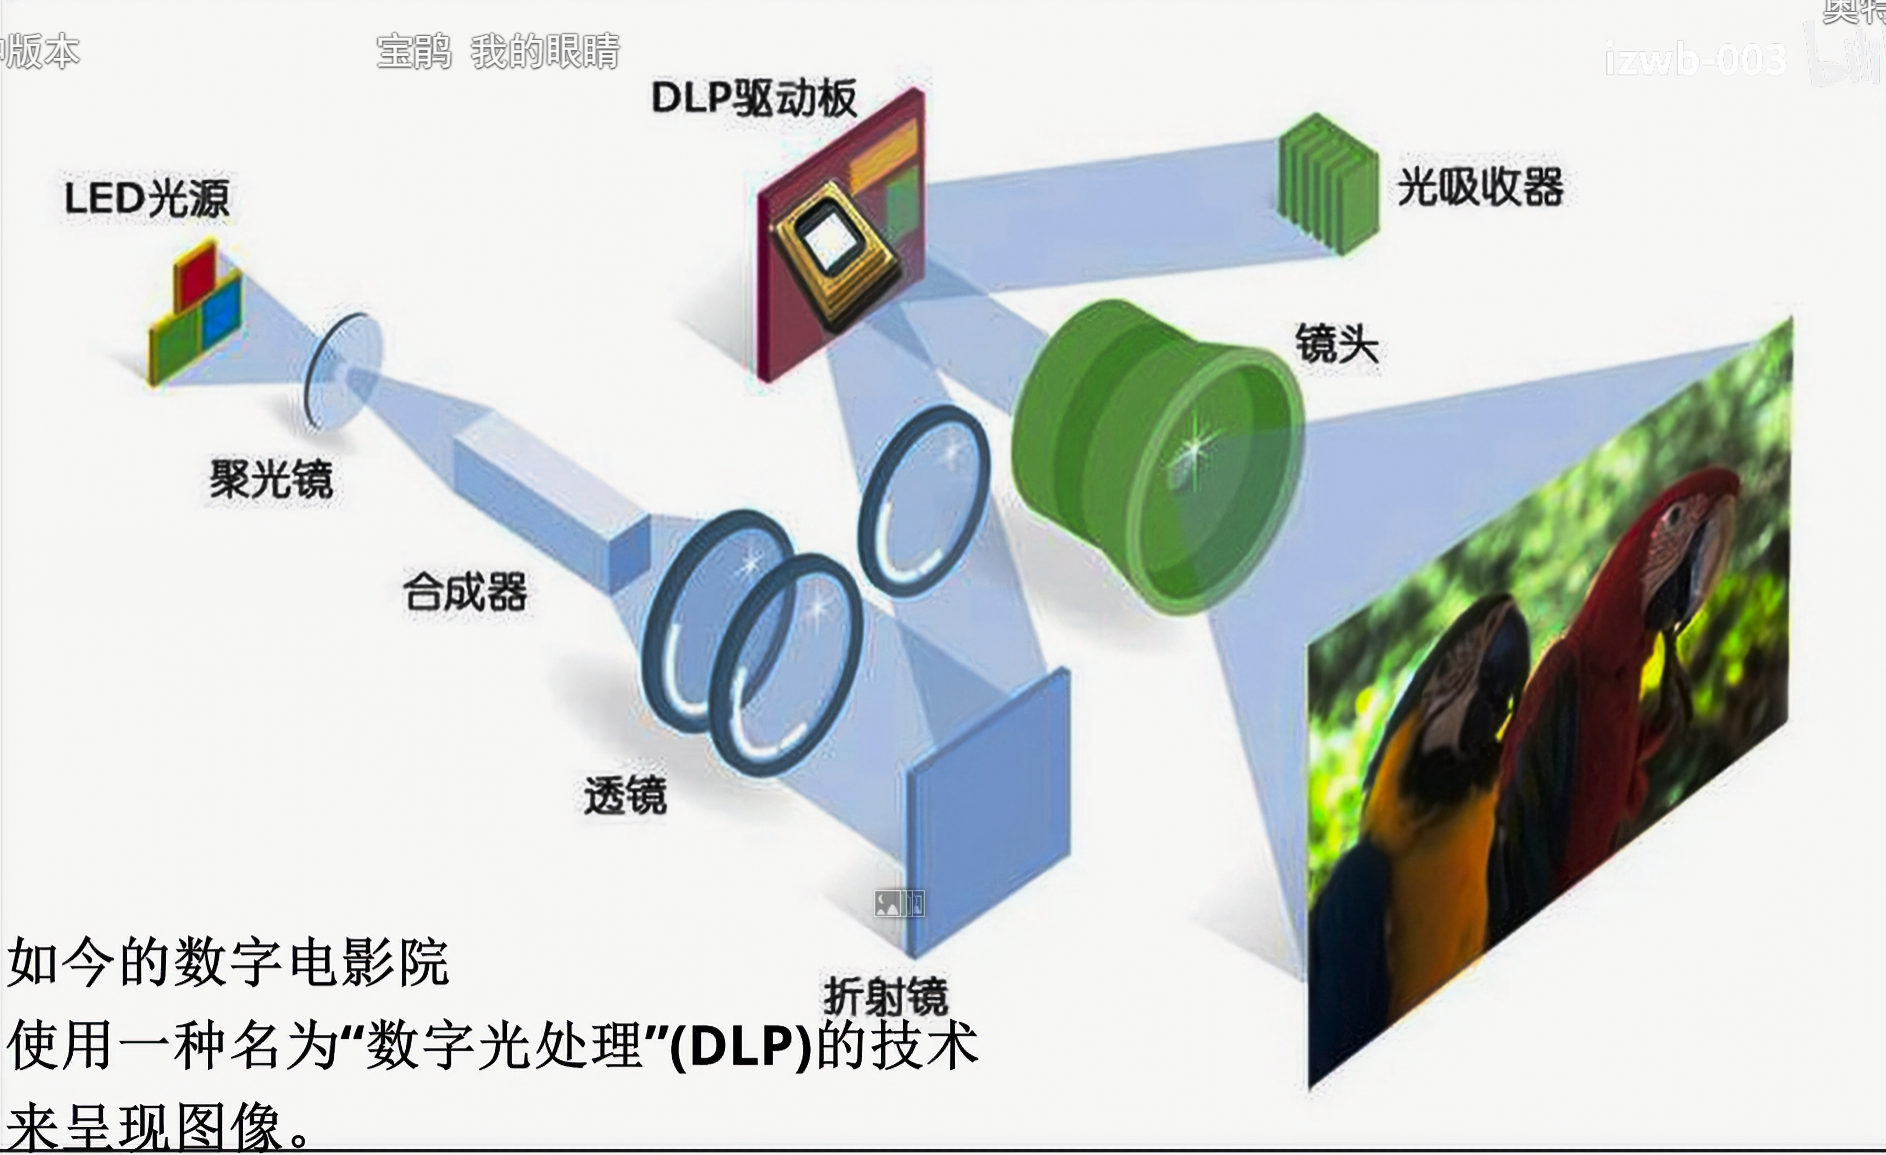 版本
宝鹃 我的眼睛
奥特
izwb-003
bili
DLP驱动板
LED光源
光吸收器
镜头
聚光镜
合成器
透镜
折射镜
如今的数字电影院
使用一种名为“数字光处理”(DLP)的技术
来呈现图像。